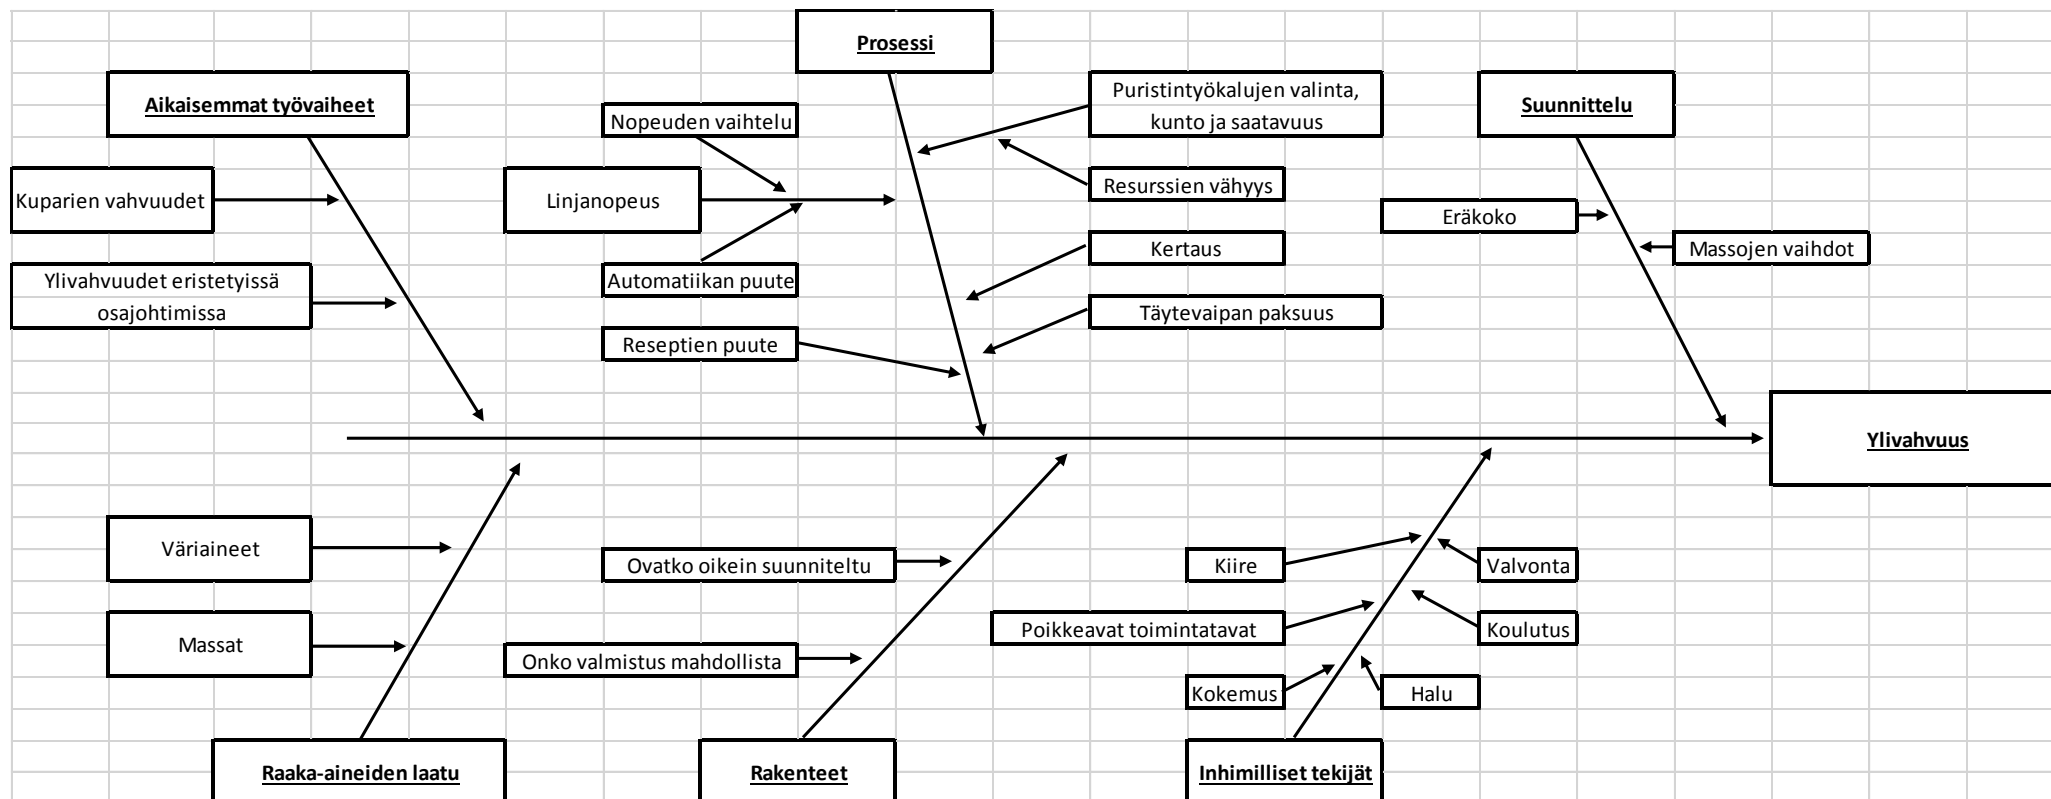 Prosessi
Aikaisemmat työvaiheet
Puristintyökalujen valinta,
kunto ja saatavuus
Suunnittelu
Nopeuden vaihtelu
Kuparien vahvuudet
Linjanopeus
Resurssien vähyys
Eräkoko
Kertaus
Massojen vaihdot
Ylivahvuudet eristetyissä
osajohtimissa
Automatiikan puute
Täytevaipan paksuus
Reseptien puute
Ylivahvuus
Väriaineet
Ovatko oikein suunniteltu
Kiire
Valvonta
Poikkeavat toimintatavat
Koulutus
Massat
Onko valmistus mahdollista
Kokemus
Halu
Raaka-aineiden laatu
Rakenteet
Inhimilliset tekijät